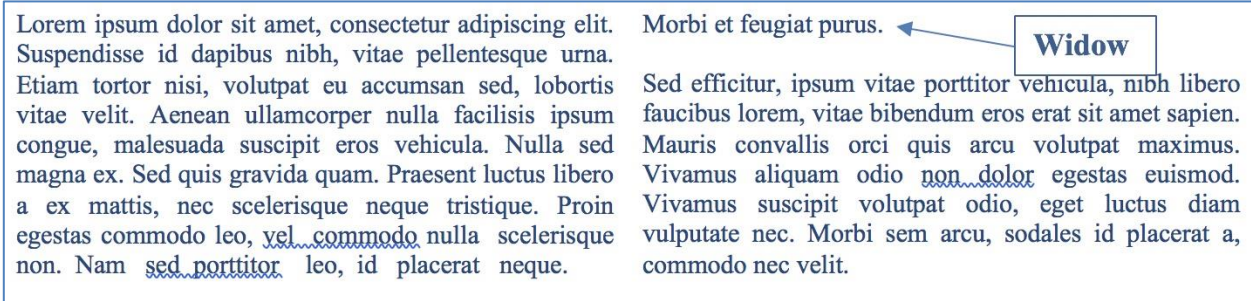 Lorem ipsum dolor sit amet, consectetur adipiscing elit.
Suspendisse id dapibus nibh, vitae pellentesque urna.
Etiam tortor nisi, volutpat eu accumsan sed, lobortis
vitae velit. Aenean ullamcorper nulla facilisis ipsum
congue, malesuada suscipit eros vehicula. Nulla sed
magna ex. Sed quis gravida quam. Praesent luctus libero
a ex mattis, nec scelerisque neque tristique. Proin
egestas commodo leo, vel commodo nulla scelerisque
non. Nam sed porttitor leo, id placerat neque.
Morbi et feugiat purus.
Widow
Sed efficitur, ipsum vitae porttitor vehicula, nibh libero
faucibus lorem, vitae bibendum eros erat sit amet sapien.
Mauris convallis orci quis arcu volutpat maximus.
Vivamus aliquam odio non dolor egestas euismod.
Vivamus suscipit volutpat odio, eget luctus diam
vulputate nec. Morbi sem arcu, sodales id placerat a,
commodo nec velit.